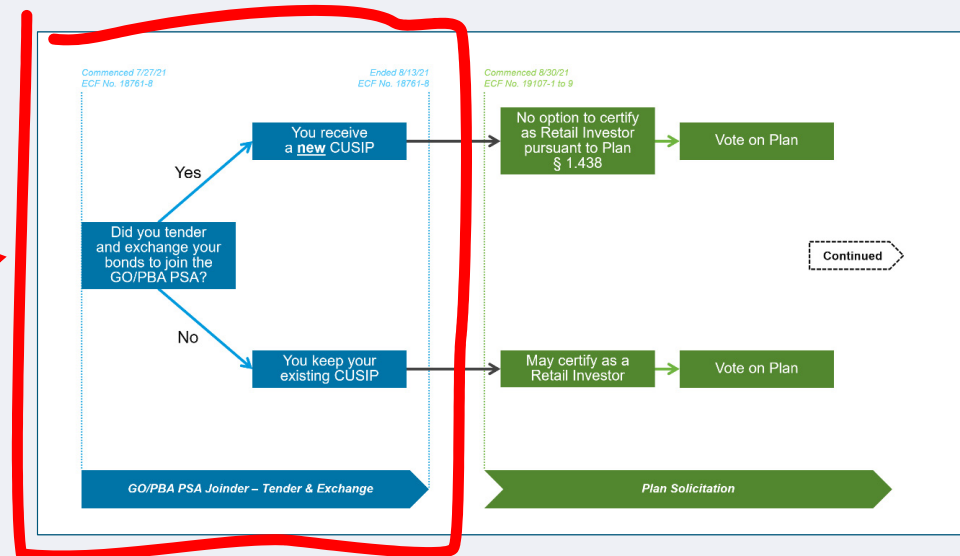 Commenced 7/27/21
ECF No. 18761-8
Ended 8/13/21
ECF No. 18761-8
Commenced 8/30/21
ECF No. 19107-1 to 9
You receive
a new CUSIP
No option to certify
as Retail Investor
pursuant to Plan
§ 1.438
Vote on Plan
Yes
Did you tender
and exchange your
bonds to join the
GO/PBA PSA?
Continued
No
You keep your
existing CUSIP
May certify as a
Retail Investor
Vote on Plan
GO/PBA PSA Joinder – Tender & Exchange
Plan Solicitation